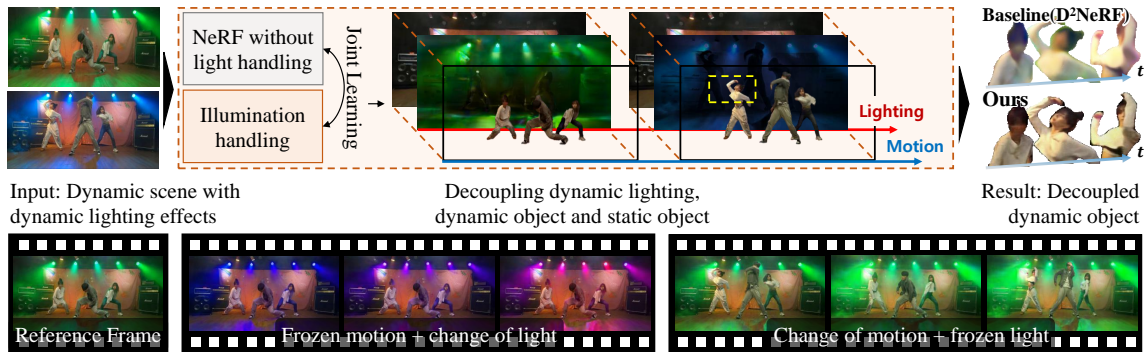 NeRF without
light handling
Illumination
handling
Joint Learning
Lighting
Motion
Baseline(D²NeRF)
t
Ours
t
Input: Dynamic scene with
dynamic lighting effects
Decoupling dynamic lighting,
dynamic object and static object
Result: Decoupled
dynamic object
Reference Frame
Frozen motion + change of light
Change of motion + frozen light